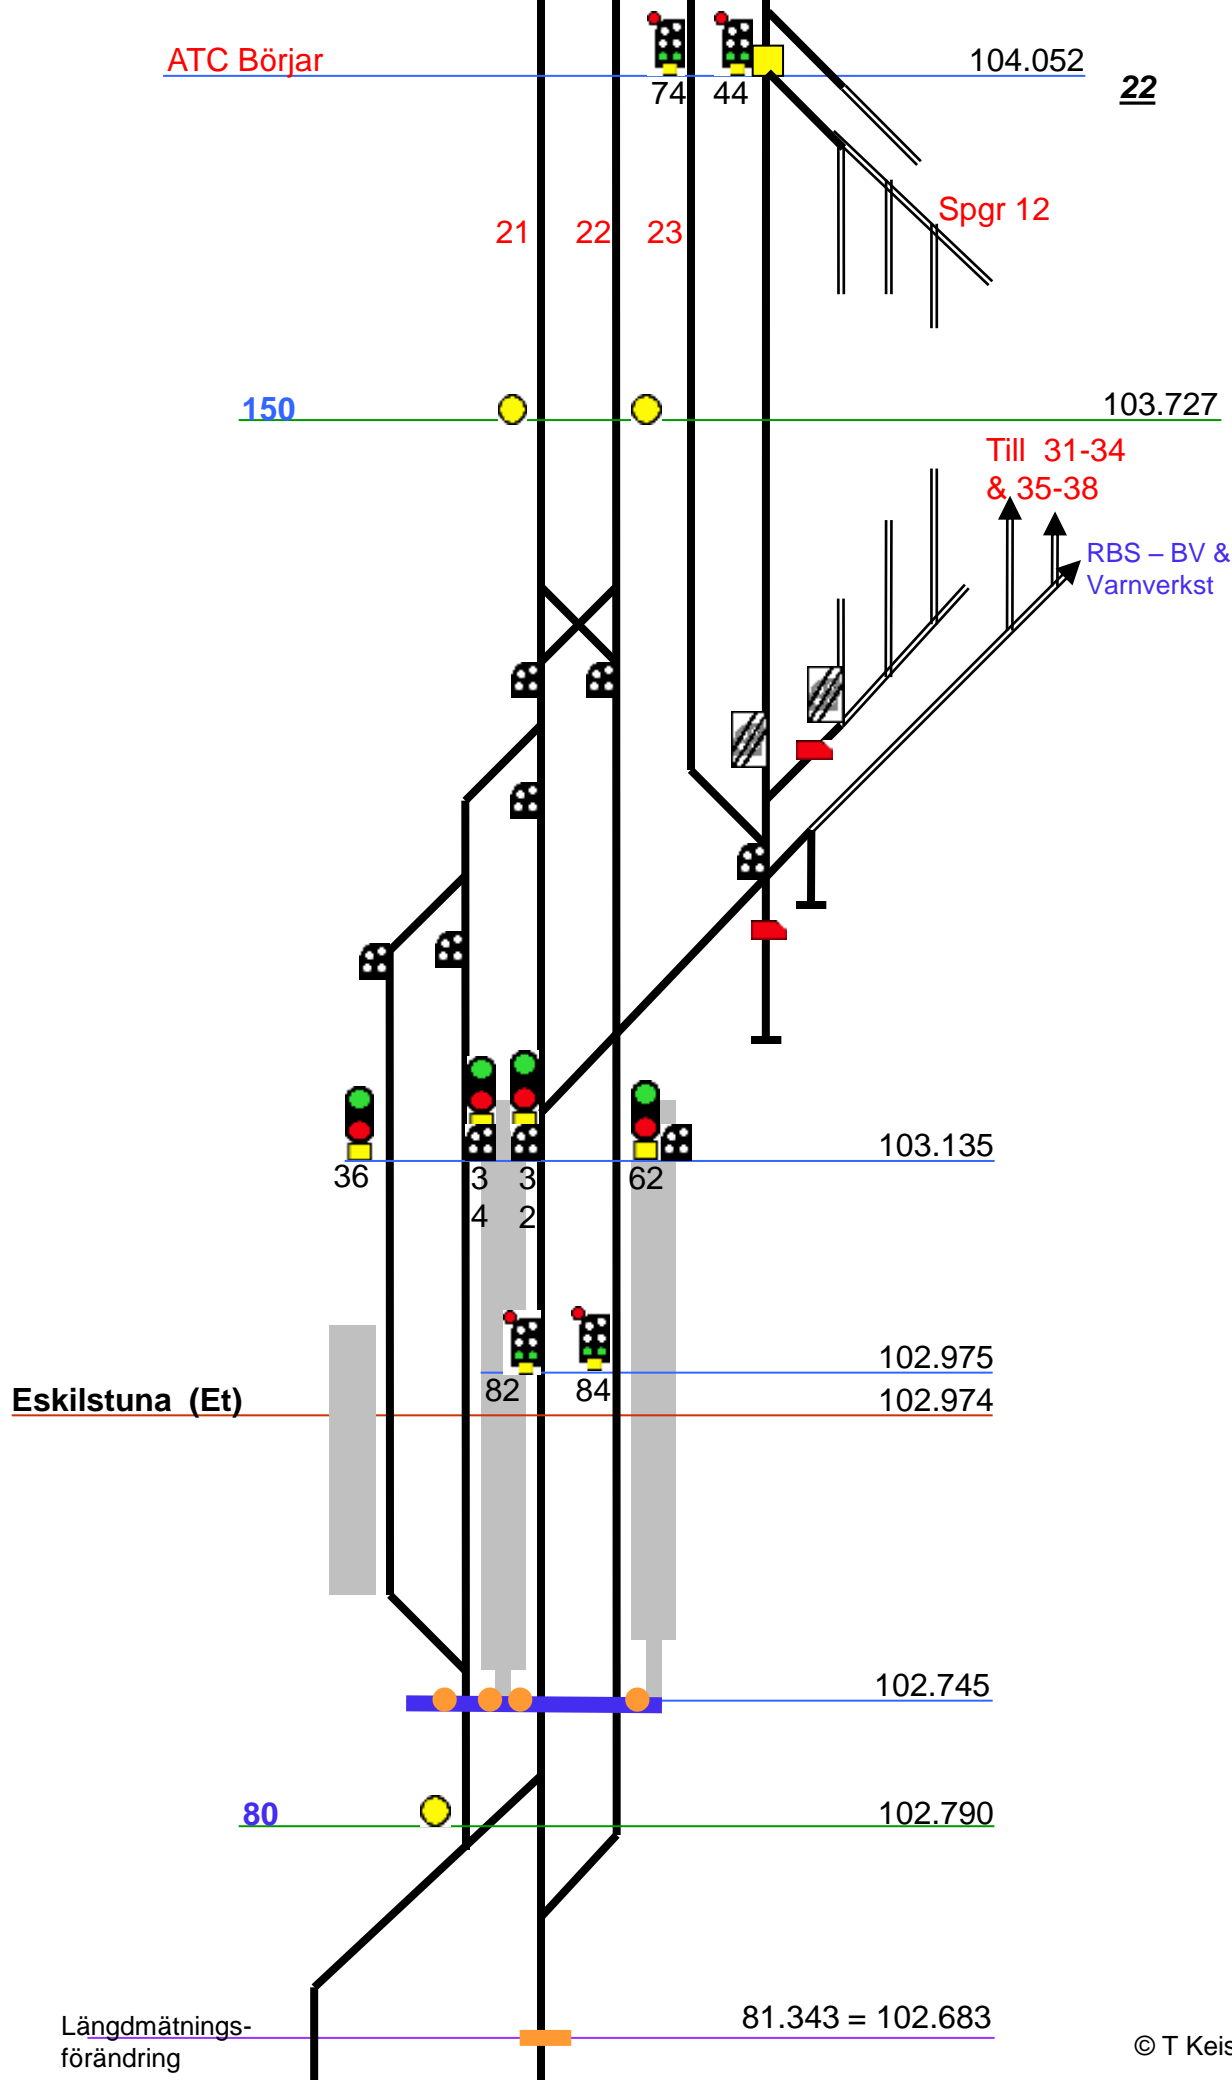 ATC Börjar
104.052
22
74
44
Spgr 12
21
22
23
150
103.727
Till 31-34
& 35-38
RBS – BV &
Varnverkst
103.135
36
3
4
3
2
62
102.975
82
84
Eskilstuna (Et)
102.974
102.745
80
102.790
81.343 = 102.683
Längdmätnings-
förändring
© T Keis